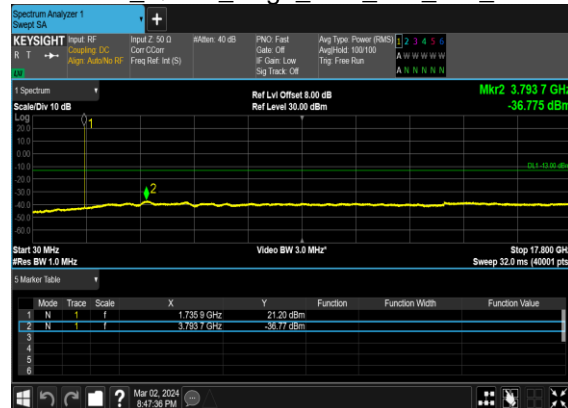 Spectrum Analyzer 1
Swept SA
+
KEYSIGHT
R T
LW
Input: RF
Coupling: DC
Align: Auto/No RF
Input Z: 50 Ω
Corr CCorr
Freq Ref: Int (S)
#Atten: 40 dB
PNO: Fast
Gate: Off
IF Gain: Low
Sig Track: Off
Avg Type: Power (RMS)
Avg|Hold: 100/100
Trig: Free Run
1 2 3 4 5 6
A W W W W W
A N N N N N
1 Spectrum
Scale/Div 10 dB
Ref Lvl Offset 8.00 dB
Ref Level 30.00 dBm
Mkr2 3.793 7 GHz
-36.775 dBm
Log
20.0
10.0
0.00
-10.0
-20.0
-30.0
-40.0
-50.0
-60.0
1
2
DL1 -13.00 dBm
Start 30 MHz
#Res BW 1.0 MHz
Video BW 3.0 MHz*
Stop 17.800 GHz
Sweep 32.0 ms (40001 pts)
5 Marker Table
Mode Trace Scale X Y Function Function Width Function Value
1 N 1 f 1.735 9 GHz 21.20 dBm
2 N 1 f 3.793 7 GHz -36.77 dBm
3
4
5
6
?
Mar 02, 2024
8:47:36 PM